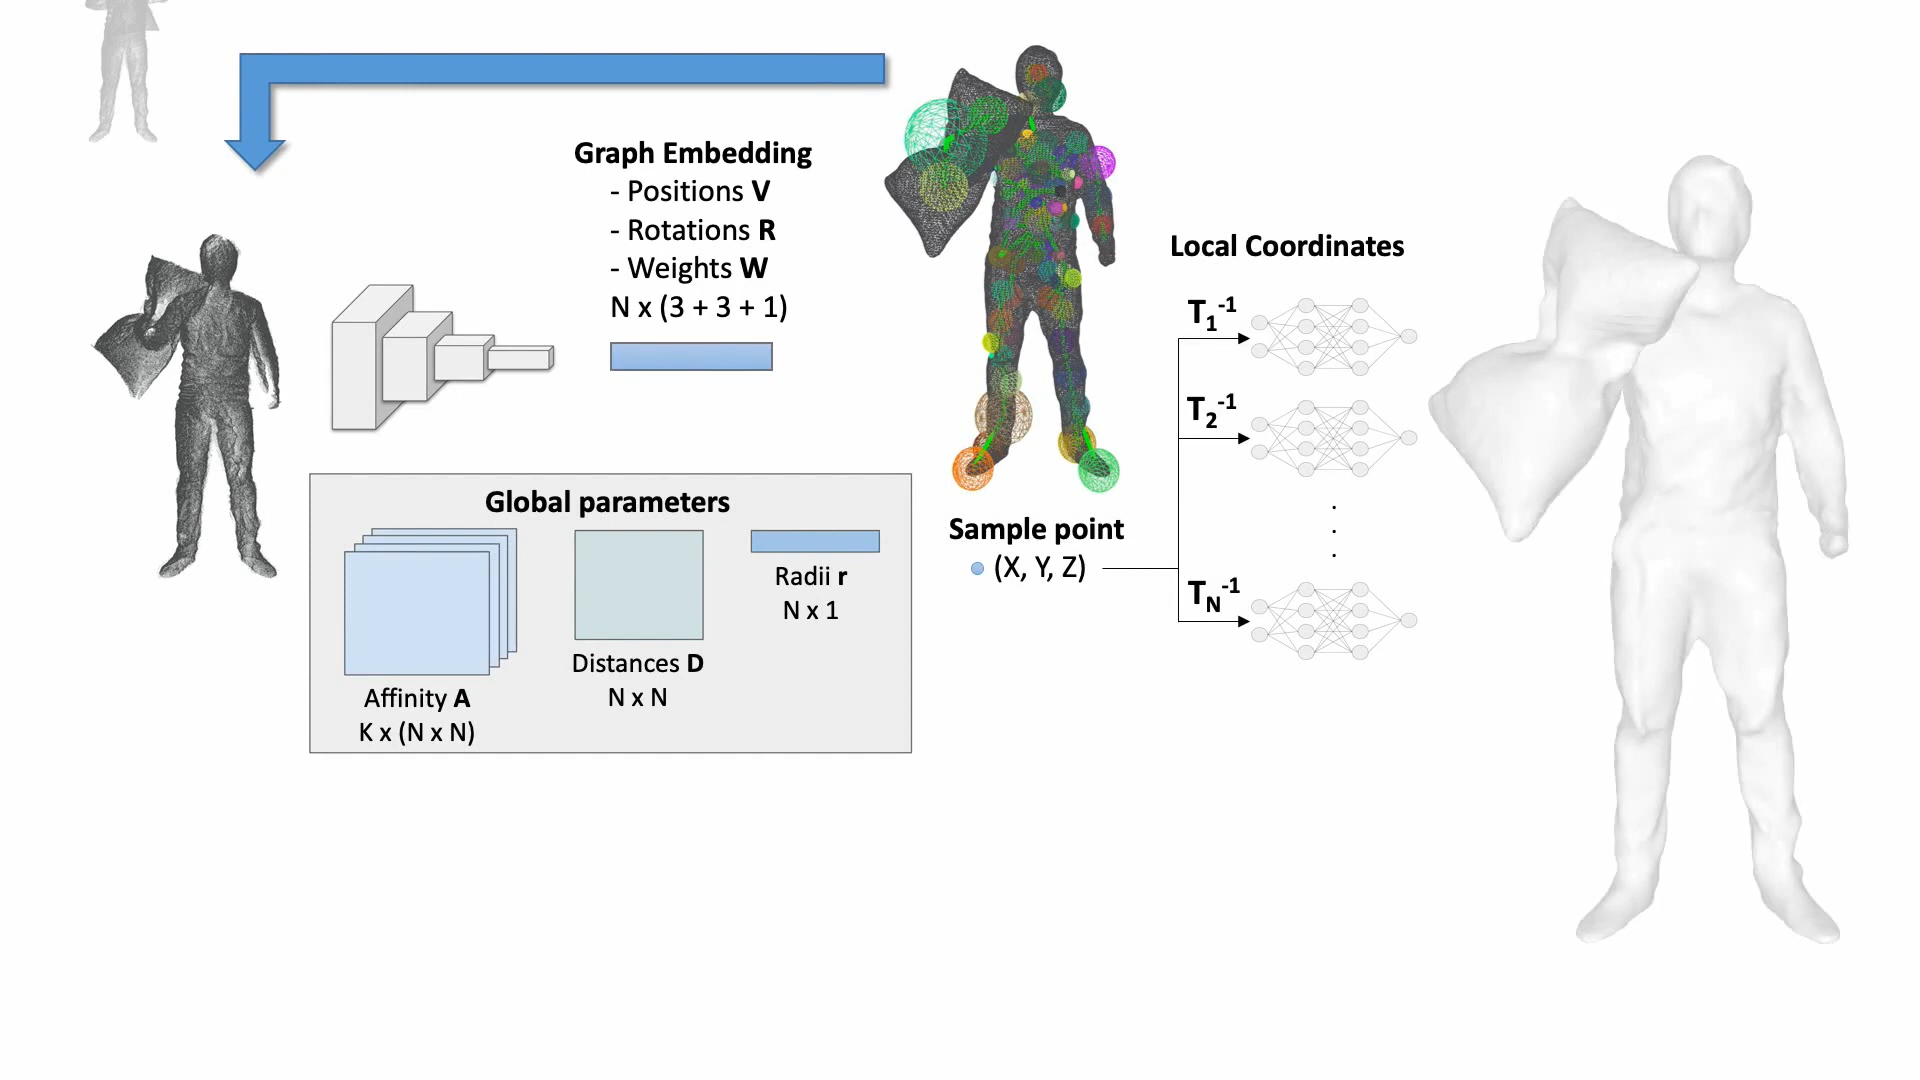 Graph Embedding
- Positions V
- Rotations R
- Weights W
N x (3 + 3 + 1)
Global parameters
Affinity A
K x (N x N)
Distances D
N x N
Radii r
N x 1
Sample point
(X, Y, Z)
Local Coordinates
T₁⁻¹
T₂⁻¹
.
.
.
T_N⁻¹